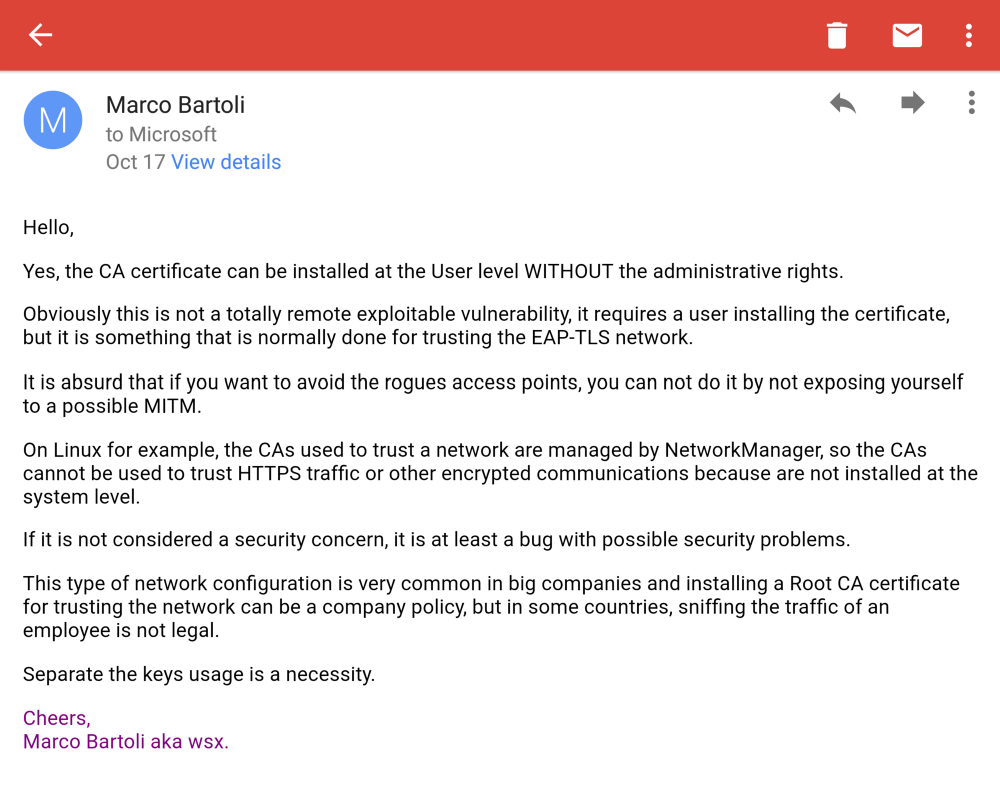 M
Marco Bartoli
to Microsoft
Oct 17 View details
Hello,
Yes, the CA certificate can be installed at the User level WITHOUT the administrative rights.
Obviously this is not a totally remote exploitable vulnerability, it requires a user installing the certificate,
but it is something that is normally done for trusting the EAP-TLS network.
It is absurd that if you want to avoid the rogues access points, you can not do it by not exposing yourself
to a possible MITM.
On Linux for example, the CAs used to trust a network are managed by NetworkManager, so the CAs
cannot be used to trust HTTPS traffic or other encrypted communications because are not installed at the
system level.
If it is not considered a security concern, it is at least a bug with possible security problems.
This type of network configuration is very common in big companies and installing a Root CA certificate
for trusting the network can be a company policy, but in some countries, sniffing the traffic of an
employee is not legal.
Separate the keys usage is a necessity.
Cheers,
Marco Bartoli aka wsx.